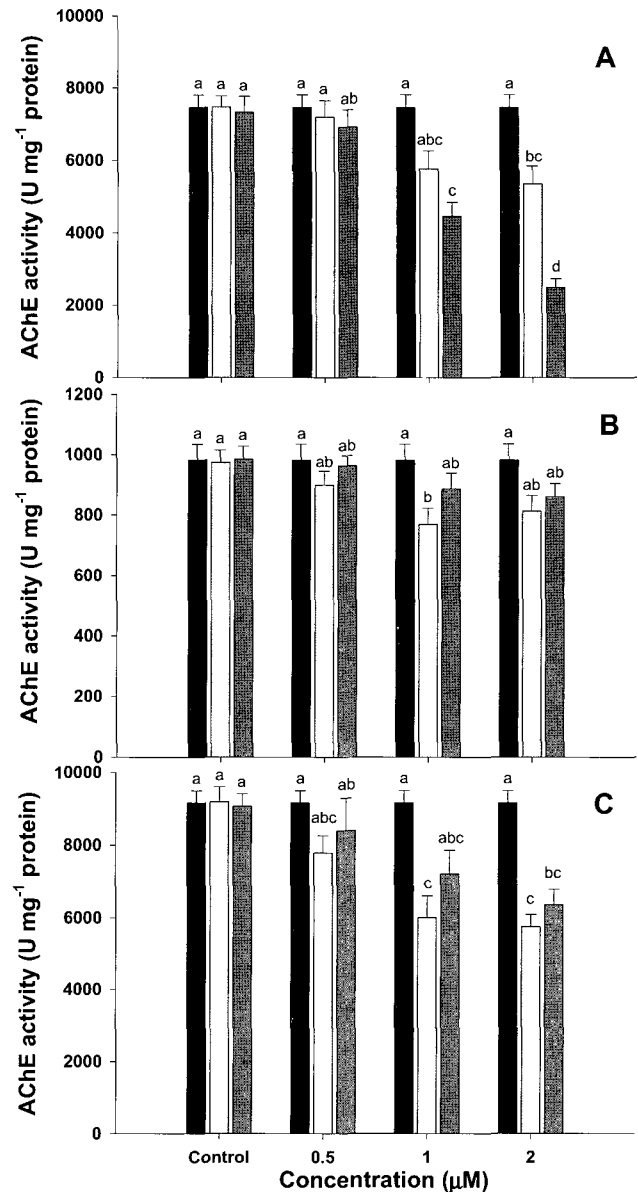 A
AChE activity (U mg⁻¹ protein)
10000
8000
6000
4000
2000
0
a a a
a a ab
a abc c
a bc d
B
AChE activity (U mg⁻¹ protein)
1200
1000
800
600
400
200
0
a a a
a ab ab
a b ab
a ab ab
C
AChE activity (U mg⁻¹ protein)
10000
8000
6000
4000
2000
0
a a a
a abc ab
a c abc
a c bc
Control 0.5 1 2
Concentration (μM)